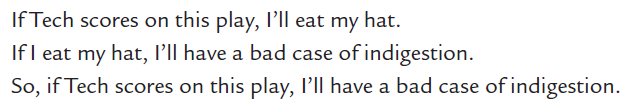 If Tech scores on this play, I'll eat my hat.
If I eat my hat, I'll have a bad case of indigestion.
So, if Tech scores on this play, I'll have a bad case of indigestion.